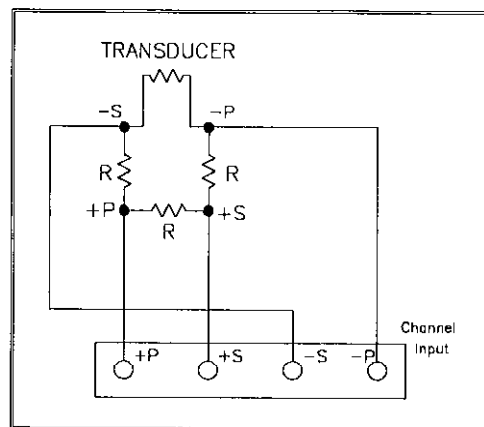 TRANSDUCER
-S -P
R R
+P +S
R
Channel
Input
+P +S -S -P